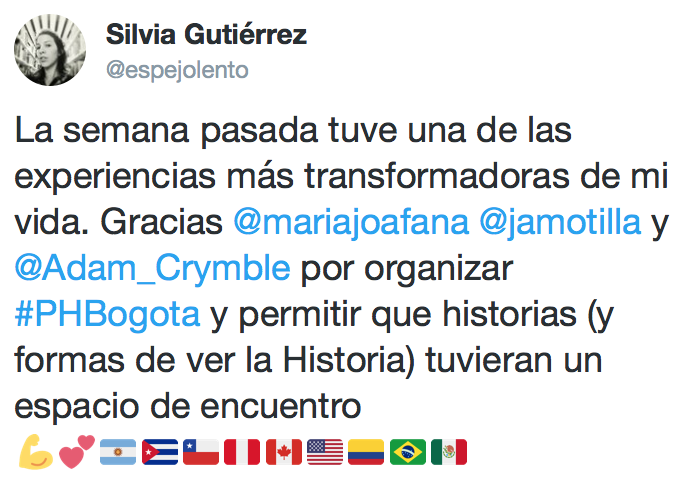 Silvia Gutiérrez
@espejolento
La semana pasada tuve una de las
experiencias más transformadoras de mi
vida. Gracias @mariajoafana @jamotilla y
@Adam_Crymble por organizar
#PHBogota y permitir que historias (y
formas de ver la Historia) tuvieran un
espacio de encuentro
💪💕🇦🇷🇨🇺🇨🇱🇵🇪🇨🇦🇺🇸🇨🇴🇧🇷🇲🇽